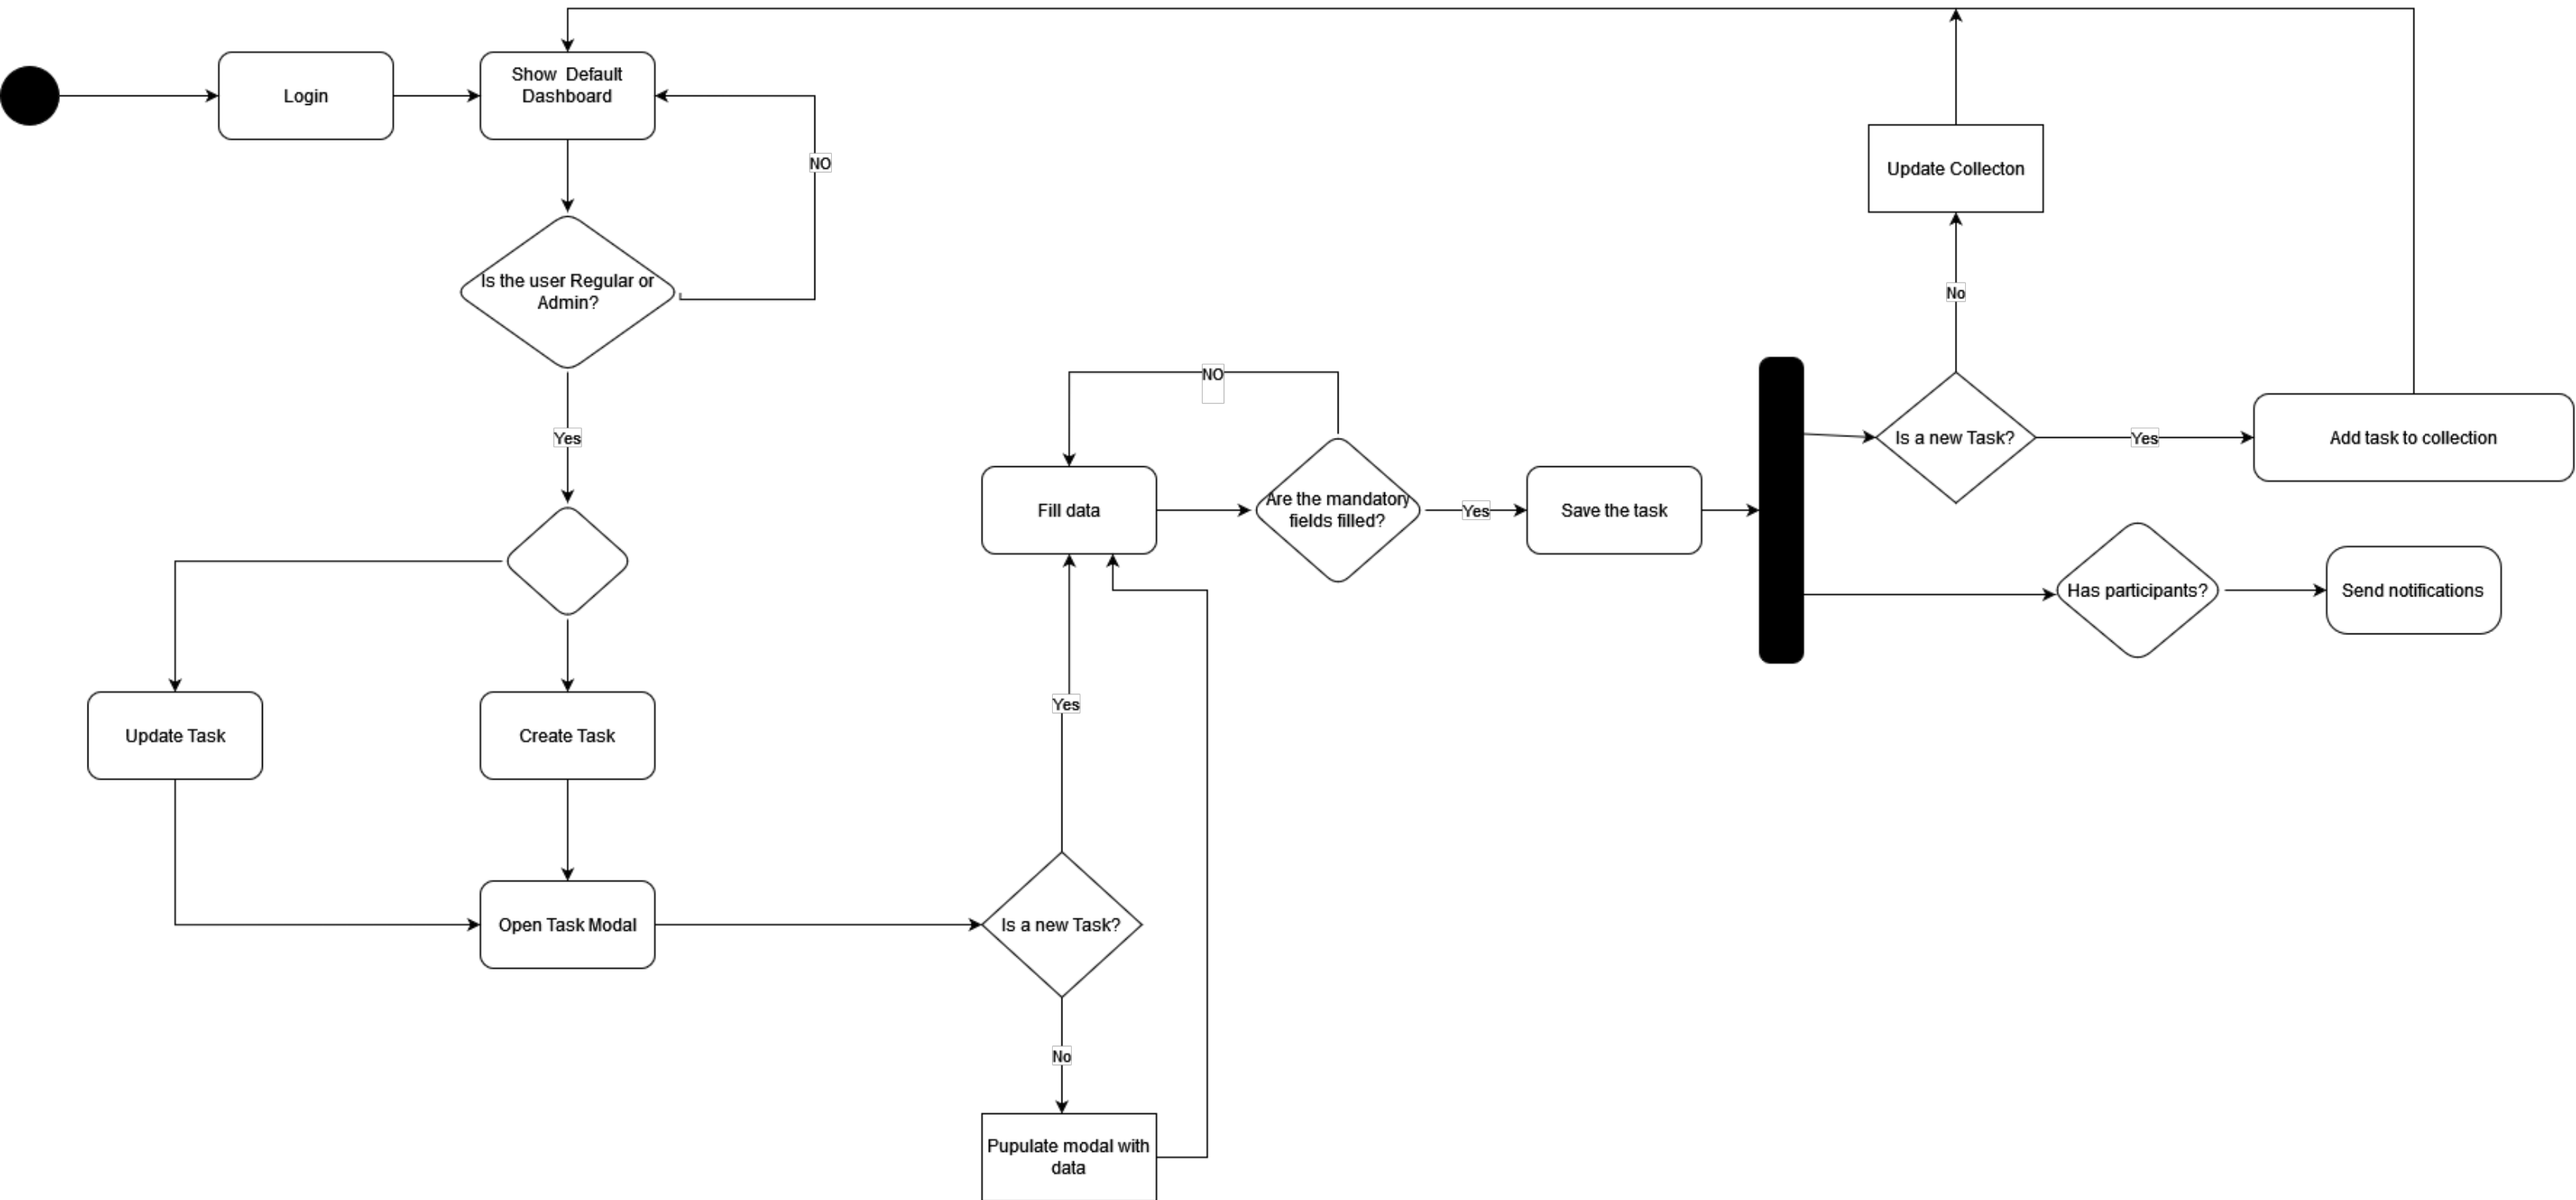 Login
Show Default
Dashboard
NO
Is the user Regular or
Admin?
Yes
Update Task
Create Task
Open Task Modal
Is a new Task?
Yes
No
Pupulate modal with
data
Fill data
NO
Are the mandatory
fields filled?
Yes
Save the task
Is a new Task?
No
Update Collecton
Yes
Add task to collection
Has participants?
Send notifications